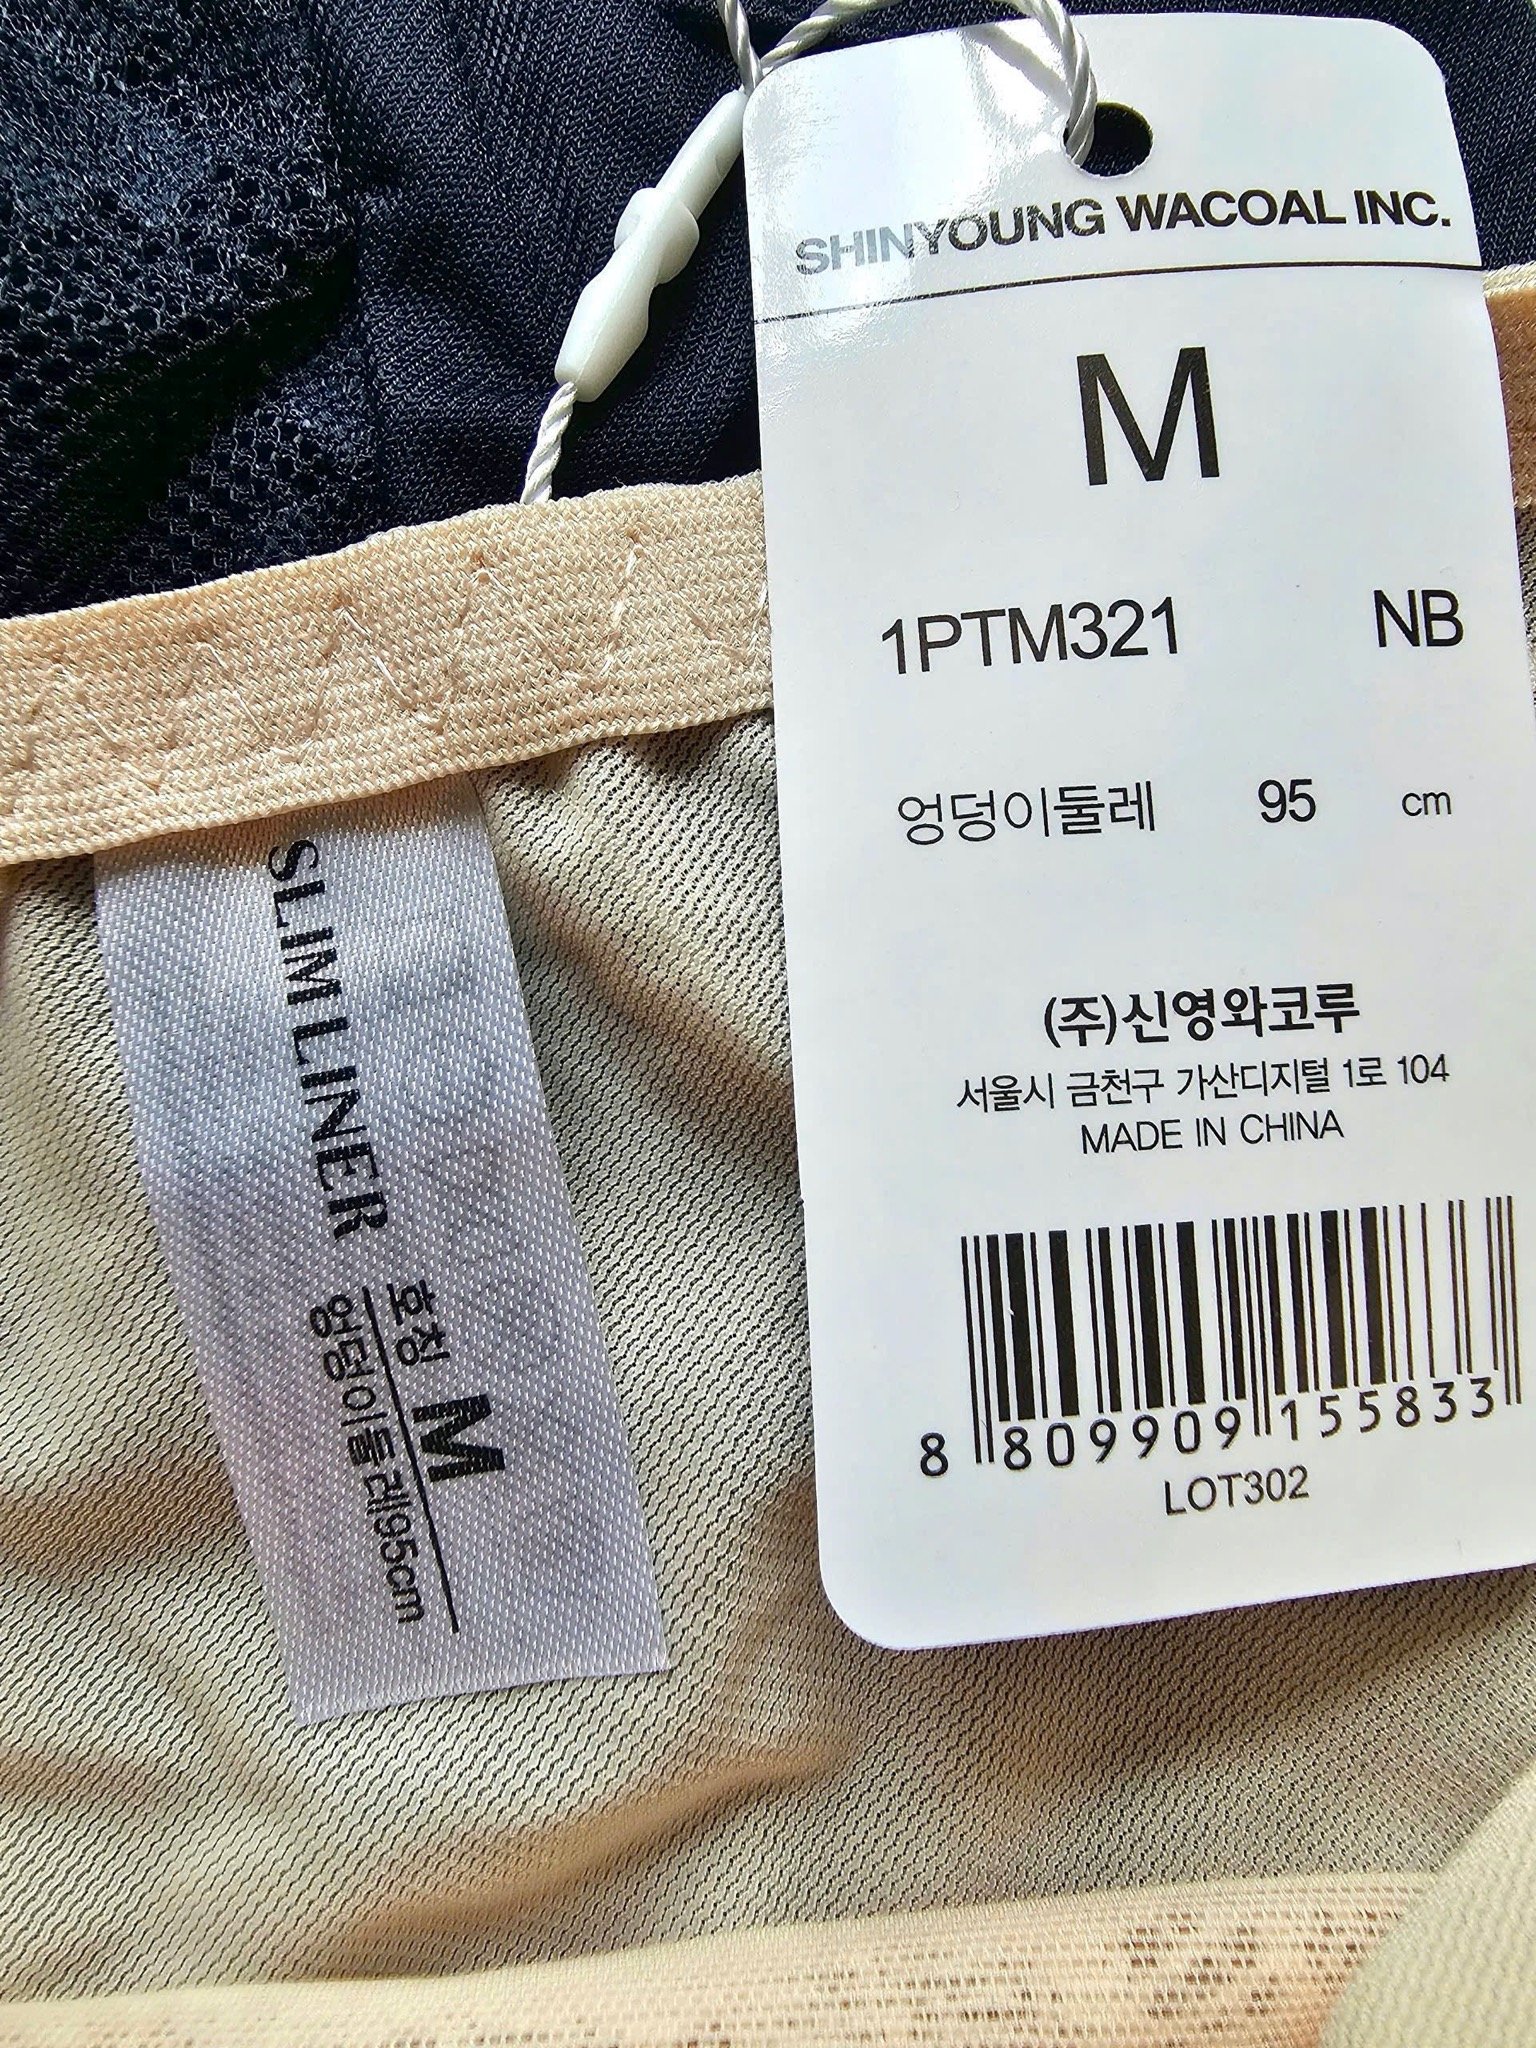 SHINYOUNG WACOAL INC.
M
1PTM321 NB
엉덩이둘레 95 cm
(주)신영와코루
서울시 금천구 가산디지털 1로 104
MADE IN CHINA
8 809909 155833
LOT302
SLIM LINER
호칭 M
엉덩이둘레95cm